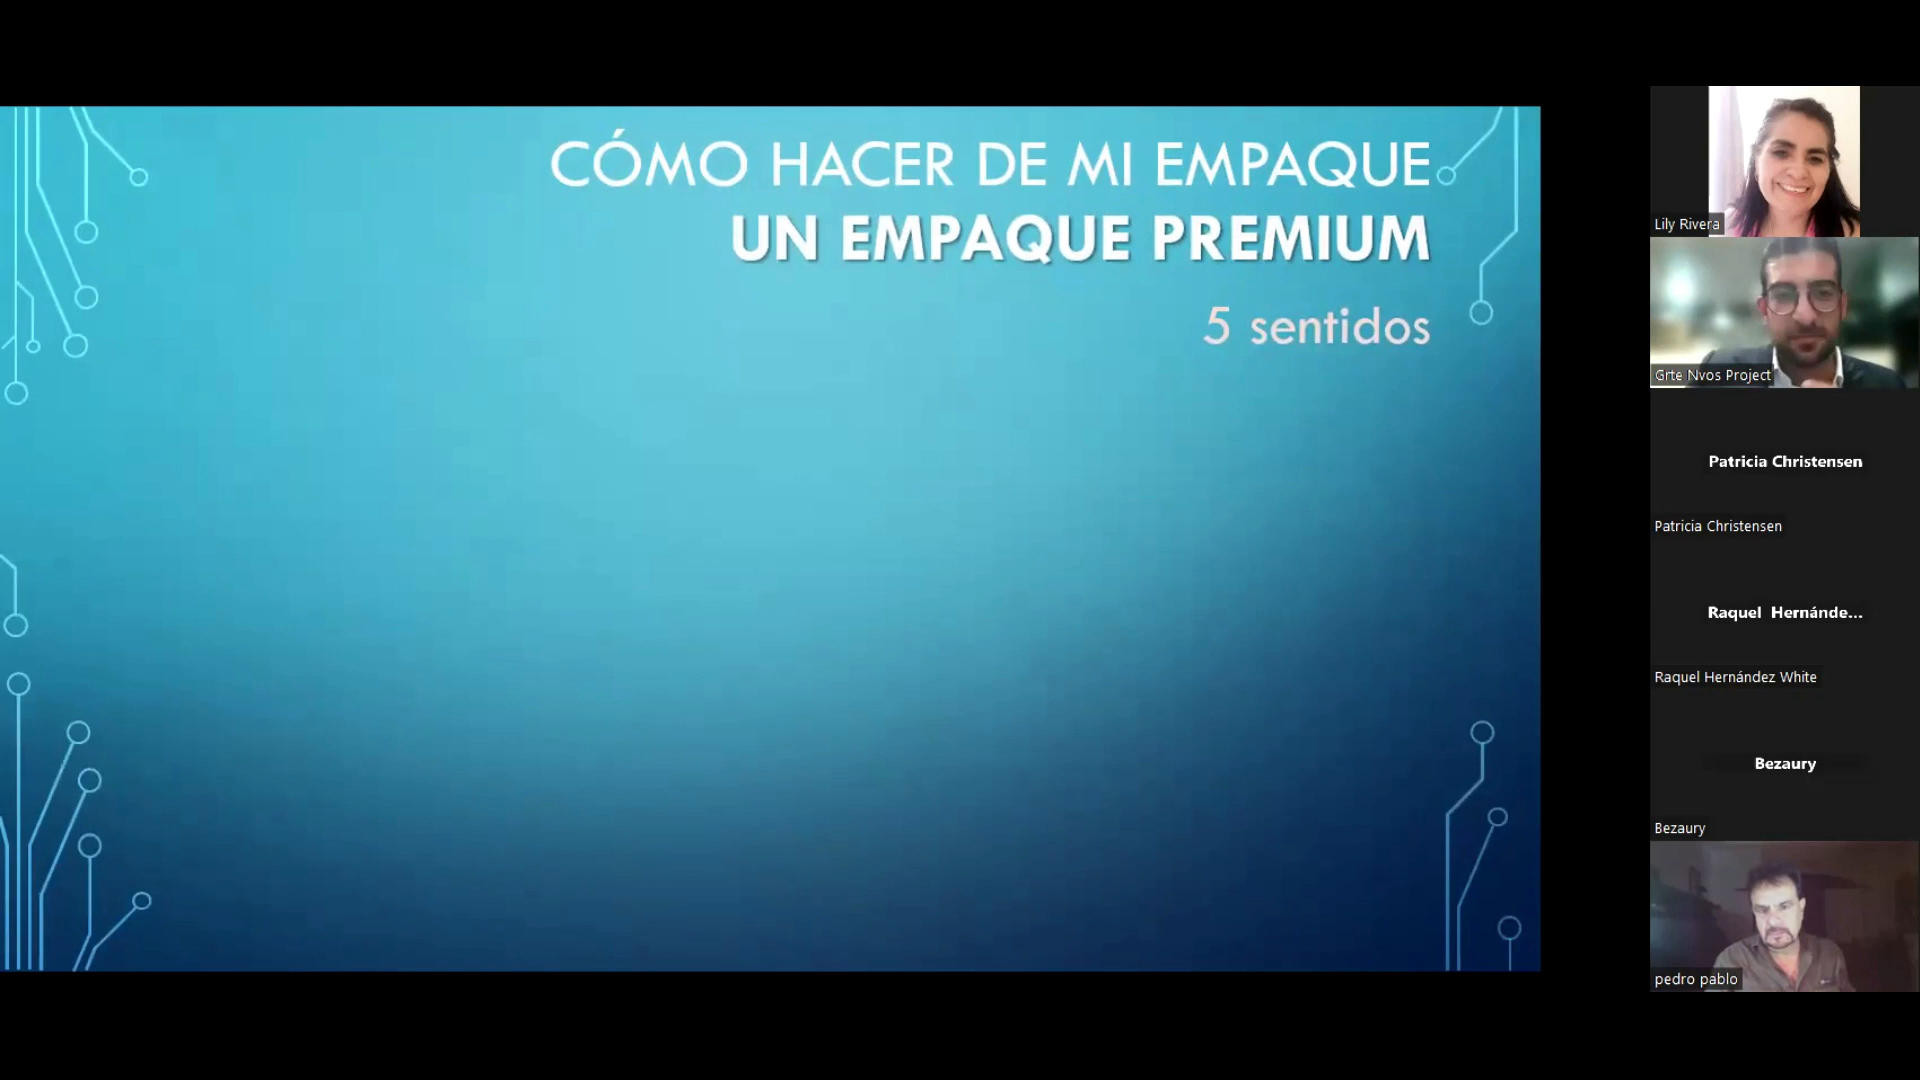 CÓMO HACER DE MI EMPAQUE
UN EMPAQUE PREMIUM
5 sentidos
Lily Rivera
Grte Nvos Project
Patricia Christensen
Patricia Christensen
Raquel Hernánde...
Raquel Hernández White
Bezaury
Bezaury
pedro pablo